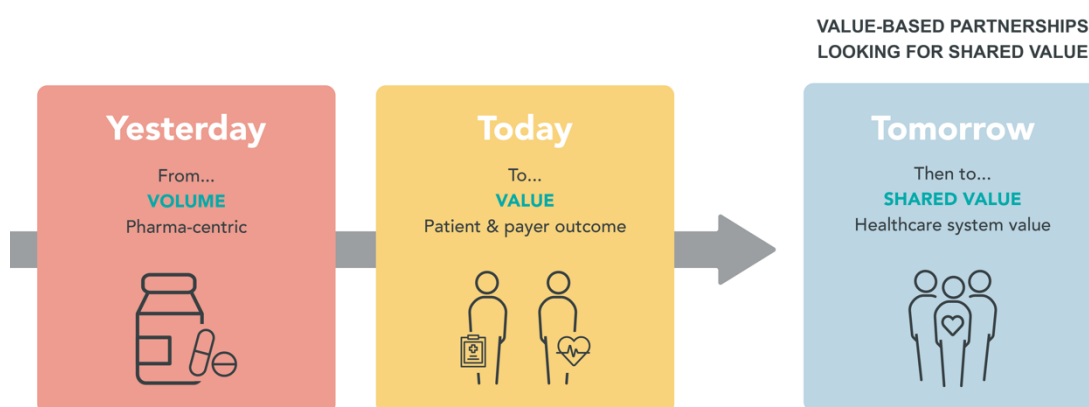 VALUE-BASED PARTNERSHIPS
LOOKING FOR SHARED VALUE
Yesterday
From...
VOLUME
Pharma-centric
Today
To...
VALUE
Patient & payer outcome
Tomorrow
Then to...
SHARED VALUE
Healthcare system value